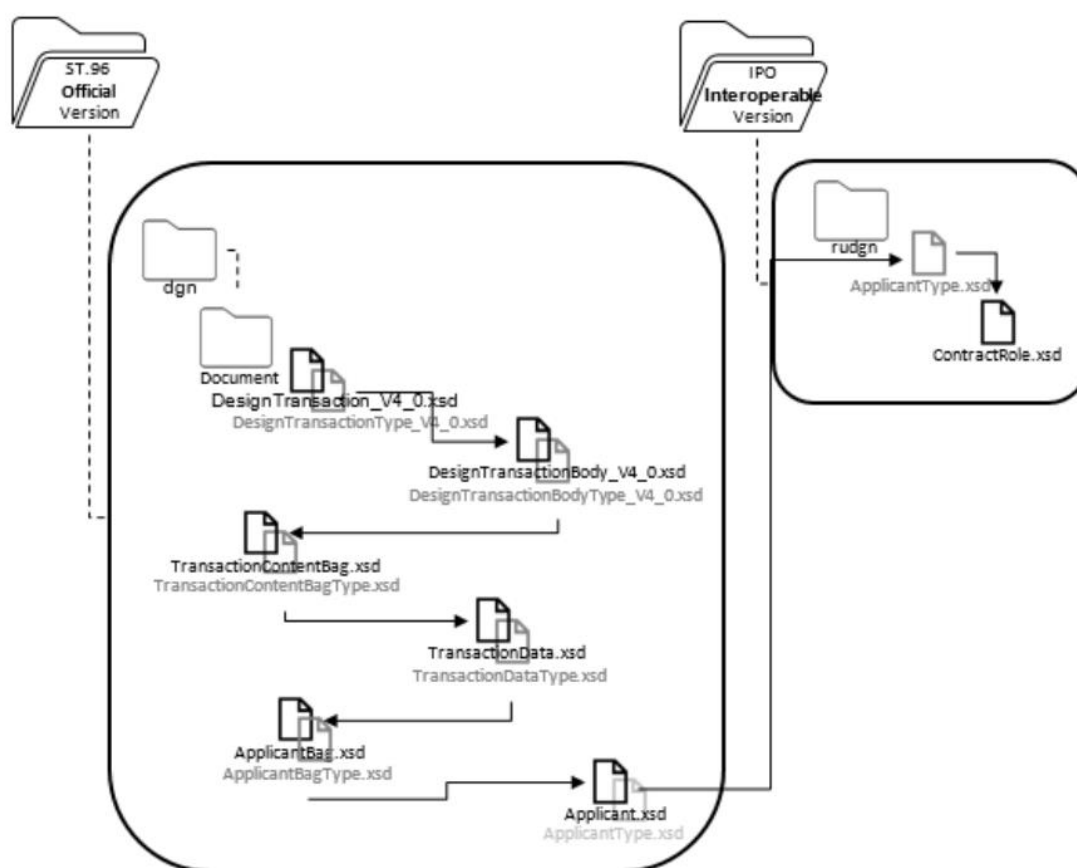 ST.96
Official
Version
IPO
Interoperable
Version
dgn
Document
DesignTransaction_V4_0.xsd
DesignTransactionType_V4_0.xsd
DesignTransactionBody_V4_0.xsd
DesignTransactionBodyType_V4_0.xsd
TransactionContentBag.xsd
TransactionContentBagType.xsd
TransactionData.xsd
TransactionDataType.xsd
ApplicantBag.xsd
ApplicantBagType.xsd
Applicant.xsd
ApplicantType.xsd
rudgn
ApplicantType.xsd
ContractRole.xsd